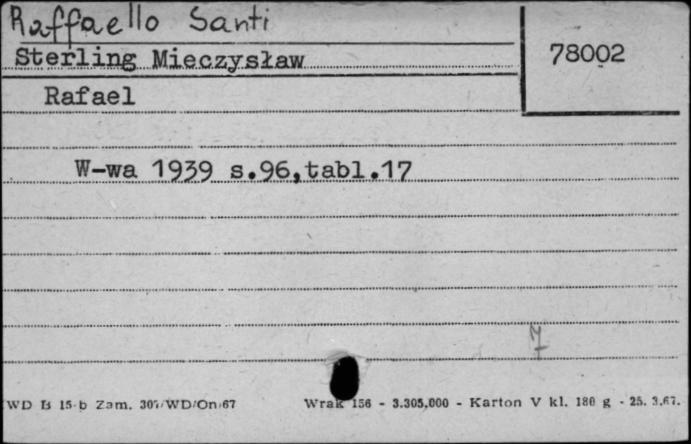 Raffaello Santi
Sterling Mieczysław
78002
Rafael
W-wa 1939 s.96,tabl.17
7
WD B 15-b Zam. 307/WD/On/67 Wrak 156 - 3.305.000 - Karton V kl. 180 g - 25. 3.67.